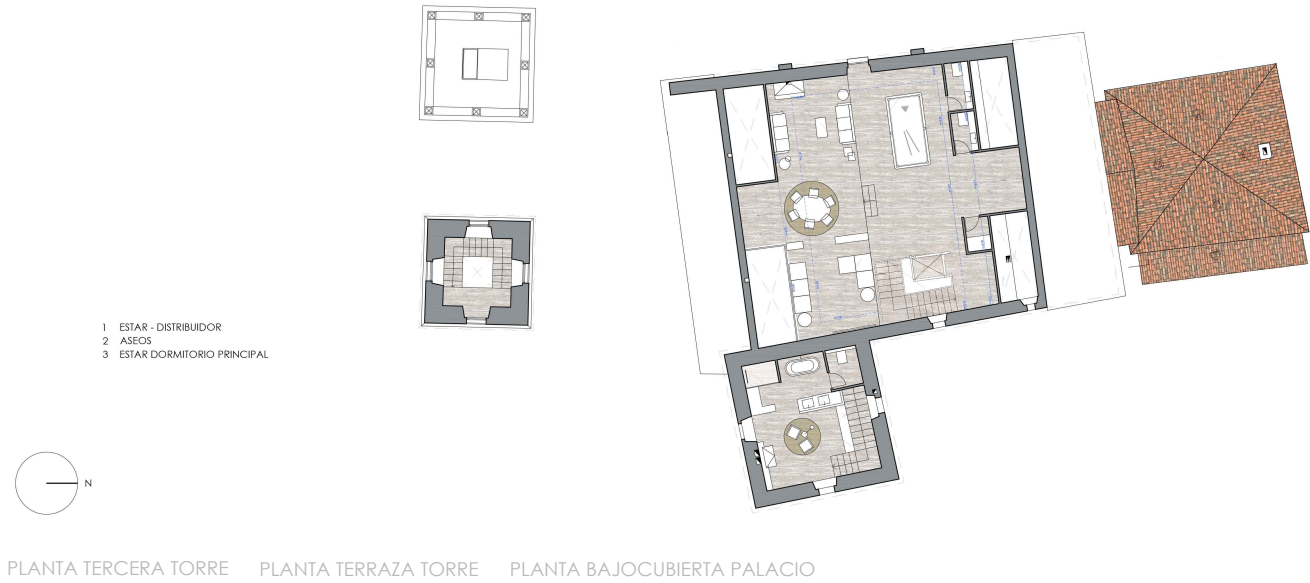 1 ESTAR - DISTRIBUIDOR
2 ASEOS
3 ESTAR DORMITORIO PRINCIPAL
N
PLANTA TERCERA TORRE PLANTA TERRAZA TORRE PLANTA BAJOCUBIERTA PALACIO